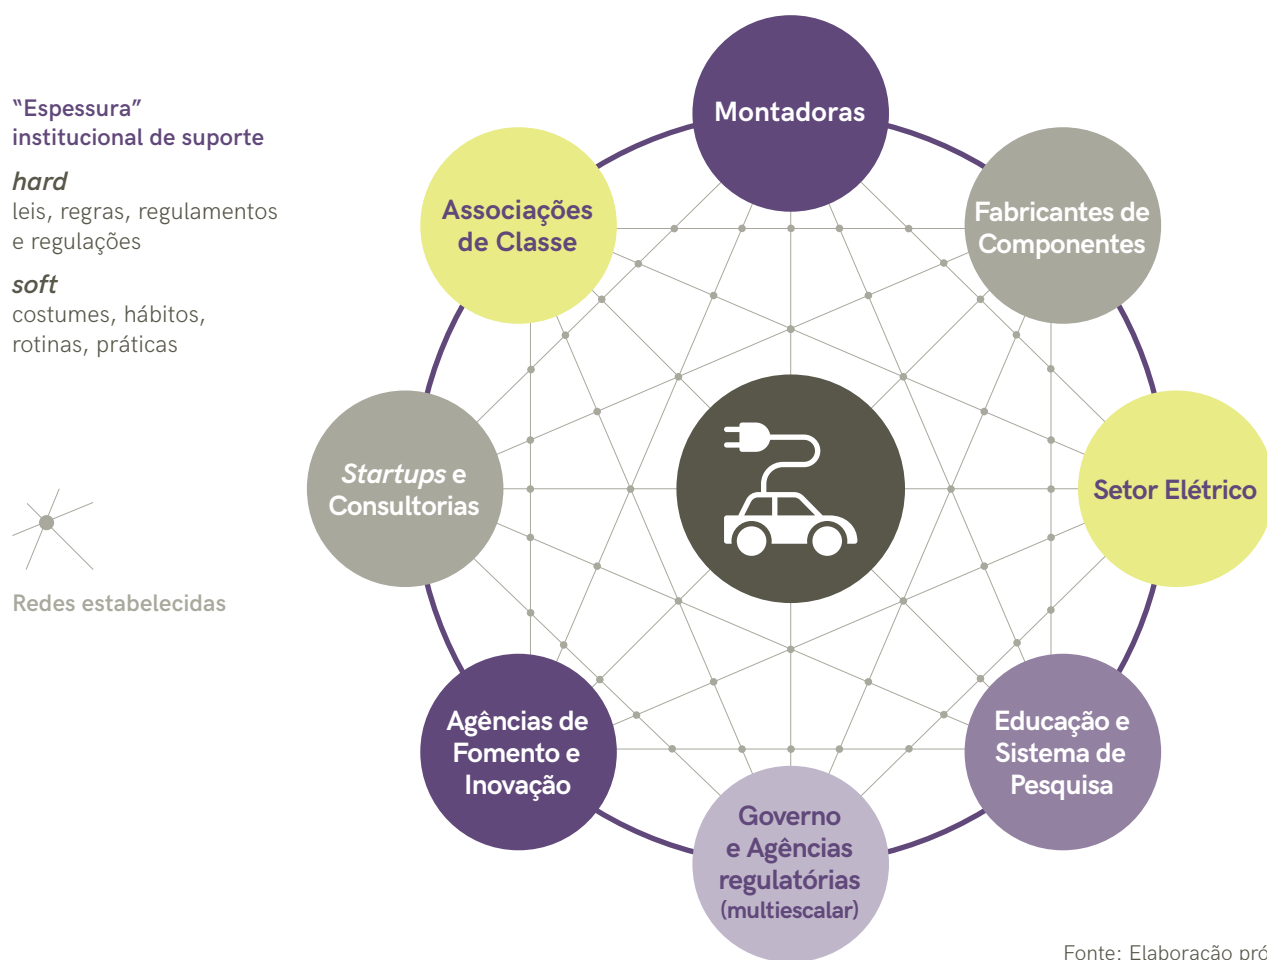 “Espessura”
institucional de suporte
hard
leis, regras, regulamentos
e regulações
soft
costumes, hábitos,
rotinas, práticas
Redes estabelecidas
Montadoras
Fabricantes de
Componentes
Setor Elétrico
Educação e
Sistema de
Pesquisa
Governo
e Agências
regulatórias
(multiescalar)
Agências de
Fomento e
Inovação
Startups e
Consultorias
Associações
de Classe
Fonte: Elaboração pró